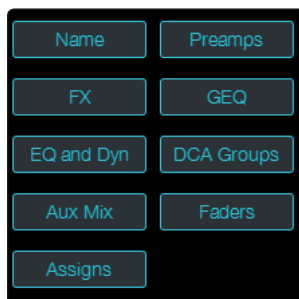 Name
Preamps
FX
GEQ
EQ and Dyn
DCA Groups
Aux Mix
Faders
Assigns